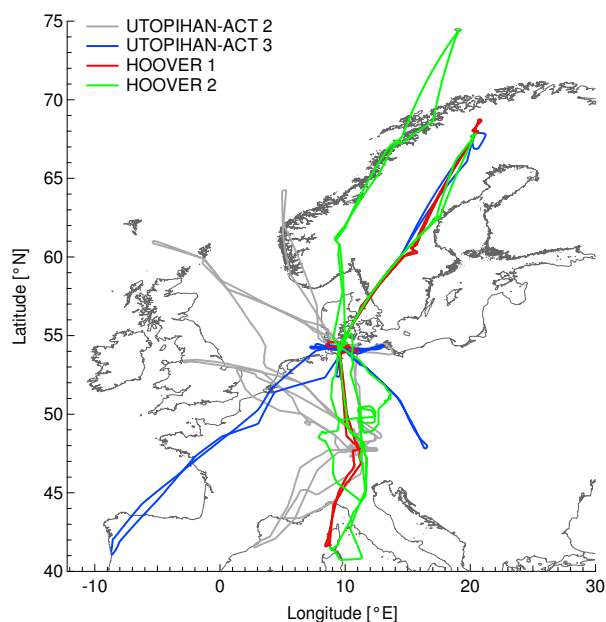 75
UTOPIHAN-ACT 2
UTOPIHAN-ACT 3
HOOVER 1
HOOVER 2
70
65
60
Latitude [°N]
55
50
45
40
-10 0 10 20 30
Longitude [°E]